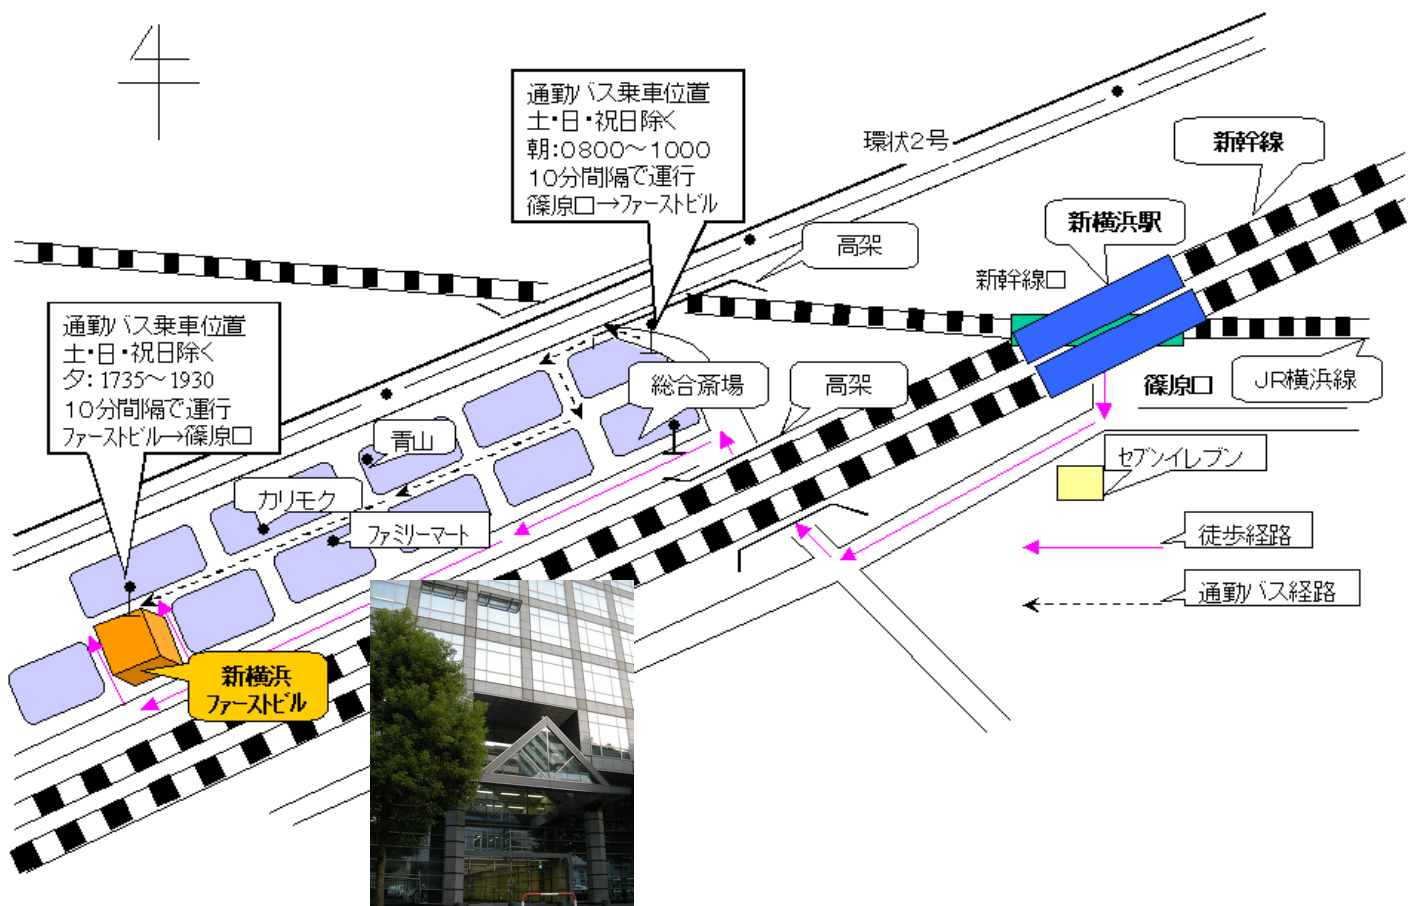 通勤バス乗車位置
土・日・祝日除く
朝:0800～1000
10分間隔で運行
篠原口→ファーストビル
環状2号
新幹線
新横浜駅
高架
新幹線口
通勤バス乗車位置
土・日・祝日除く
夕:1735～1930
10分間隔で運行
ファーストビル→篠原口
総合斎場
高架
篠原口
JR横浜線
青山
セブンイレブン
カリモク
ファミリーマート
徒歩経路
通勤バス経路
新横浜
ファーストビル